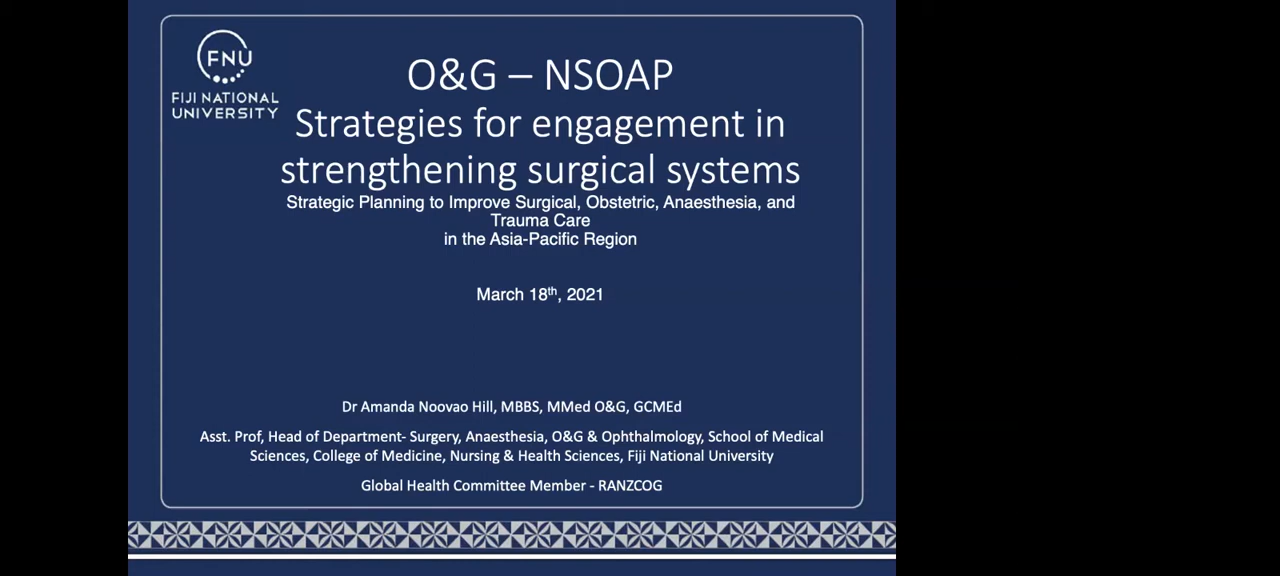 FNU
FIJI NATIONAL
UNIVERSITY
O&G – NSOAP
Strategies for engagement in
strengthening surgical systems
Strategic Planning to Improve Surgical, Obstetric, Anaesthesia, and
Trauma Care
in the Asia-Pacific Region
March 18th, 2021
Dr Amanda Noovao Hill, MBBS, MMed O&G, GCMEd
Asst. Prof, Head of Department- Surgery, Anaesthesia, O&G & Ophthalmology, School of Medical
Sciences, College of Medicine, Nursing & Health Sciences, Fiji National University
Global Health Committee Member - RANZCOG